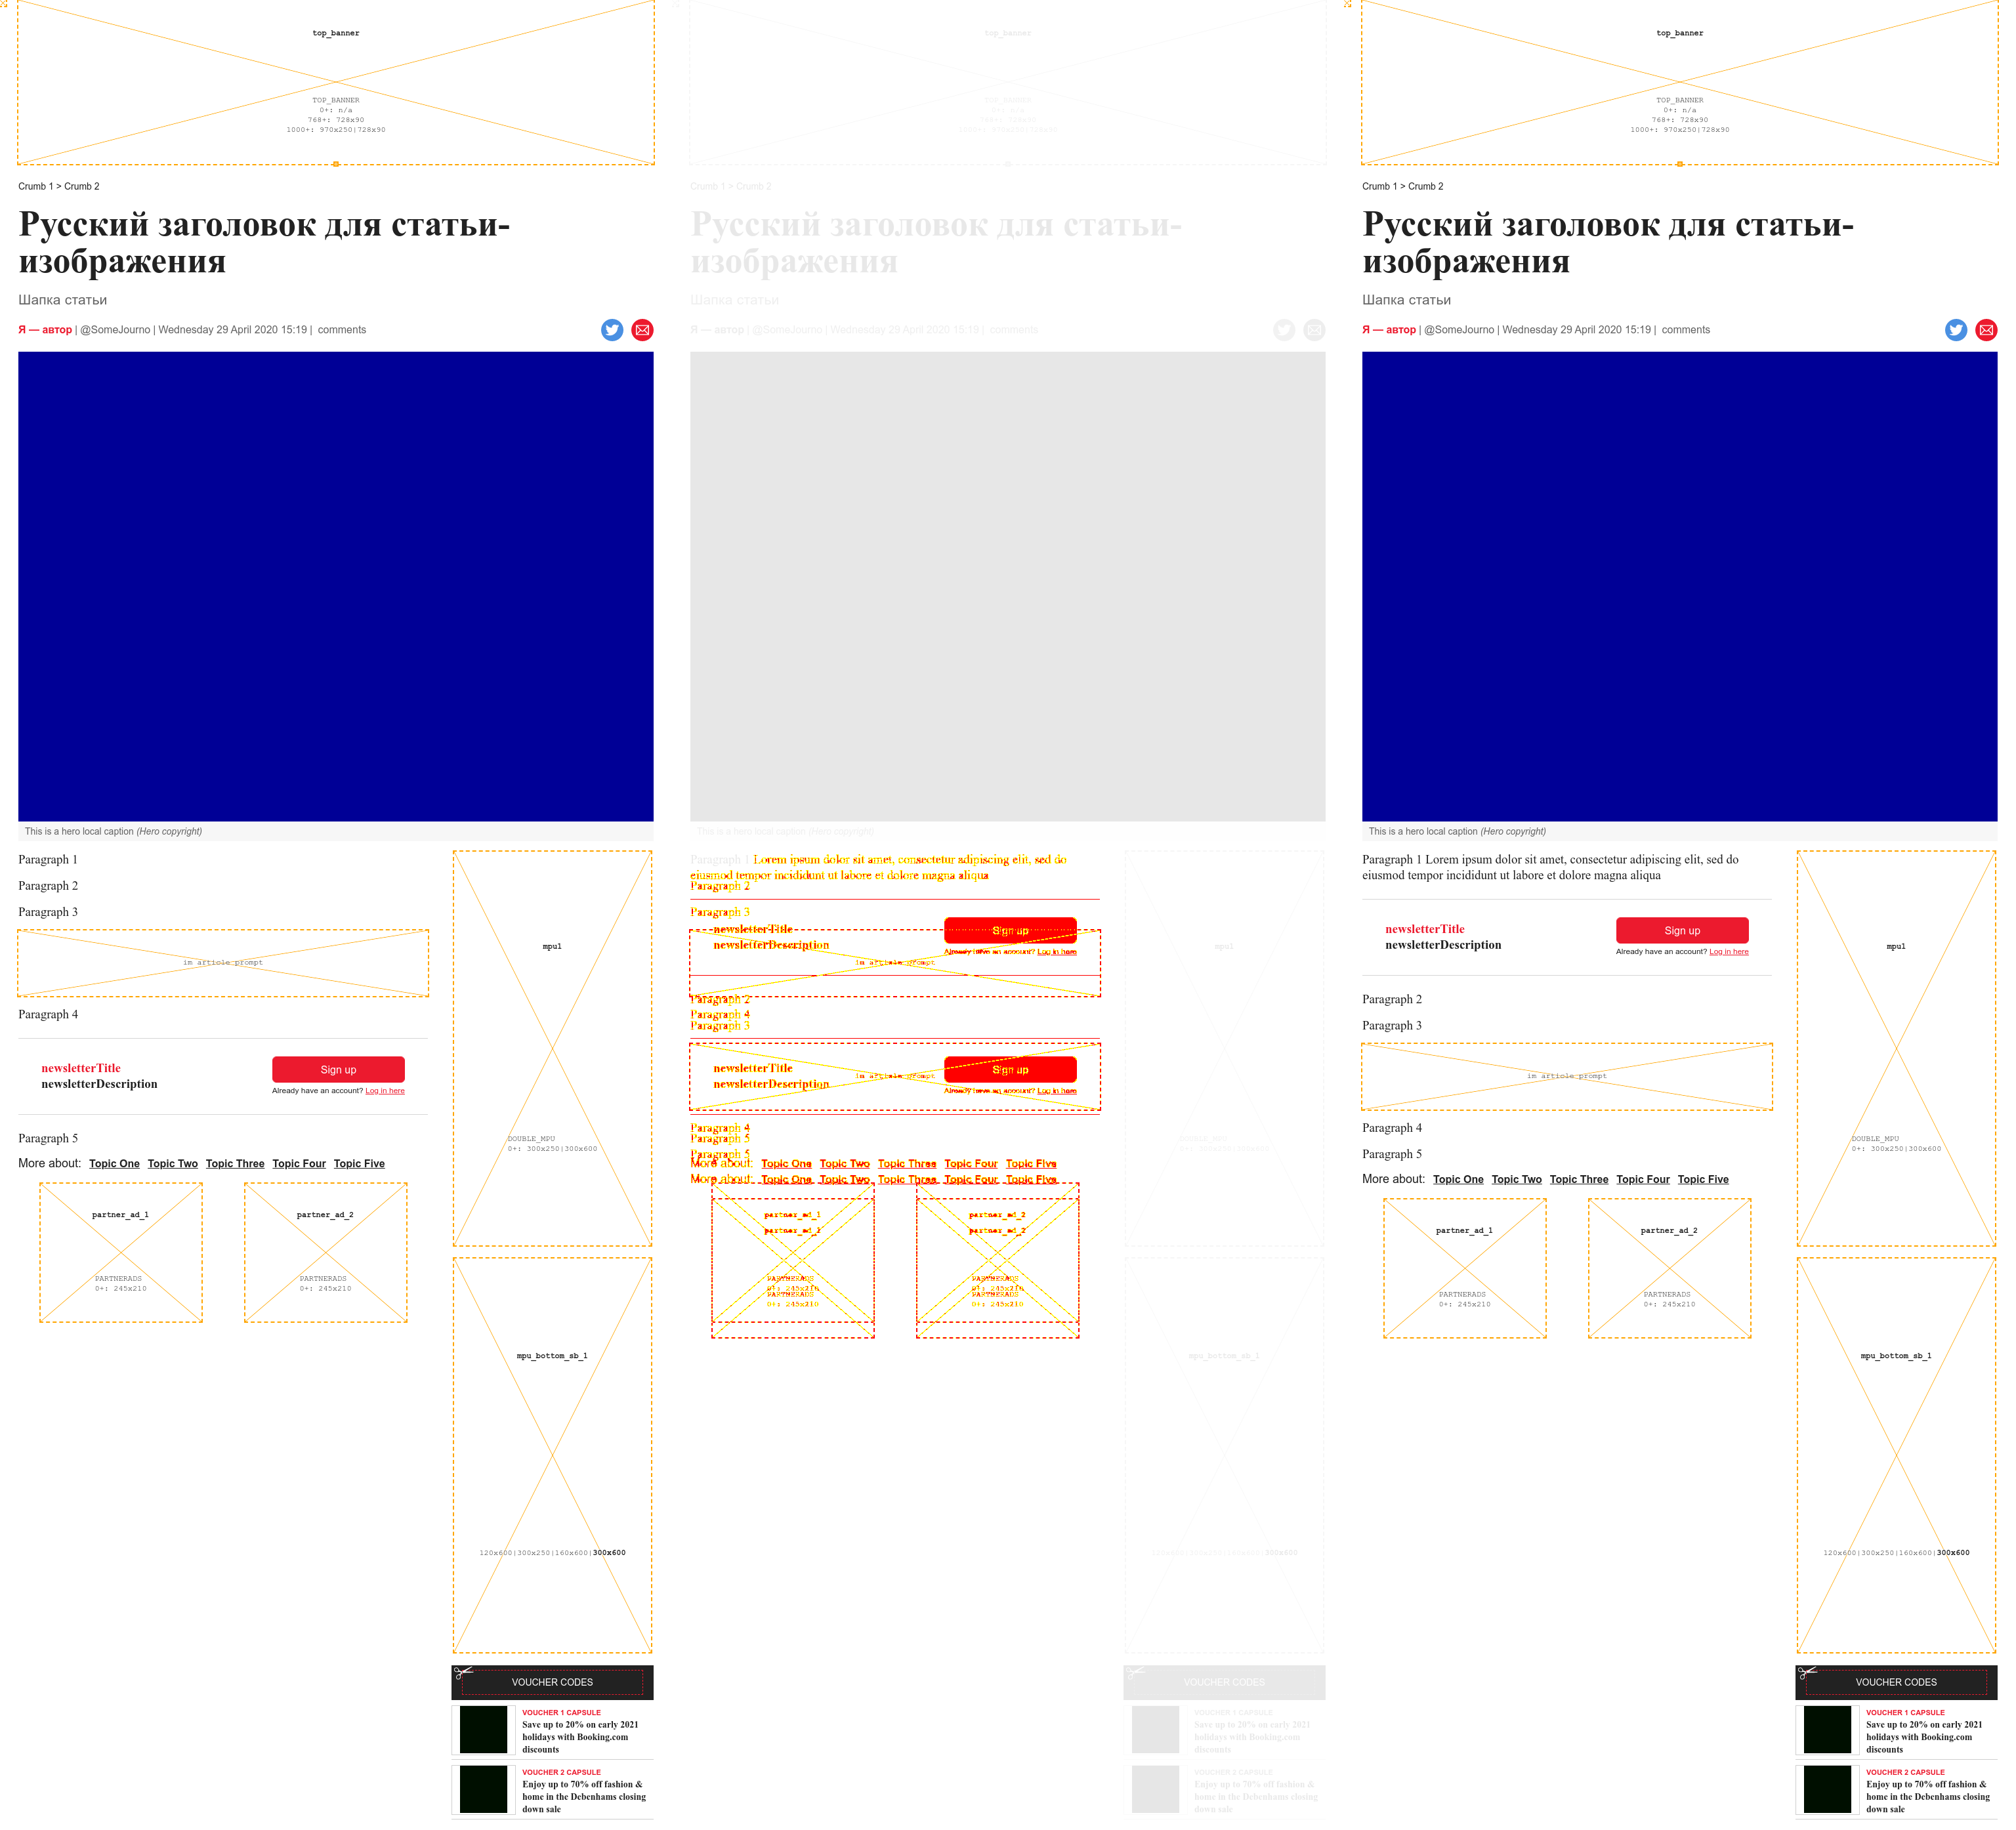 top_banner
TOP_BANNER
0+: n/a
768+: 728x90
1000+: 970x250|728x90
Crumb 1 > Crumb 2
Русский заголовок для статьи-
изображения
Шапка статьи
Я — автор | @SomeJourno | Wednesday 29 April 2020 15:19 | comments
This is a hero local caption (Hero copyright)
Paragraph 1
Paragraph 2
Paragraph 3
im article prompt
Paragraph 4
newsletterTitle
newsletterDescription
Sign up
Already have an account? Log in here
Paragraph 5
More about: Topic One Topic Two Topic Three Topic Four Topic Five
partner_ad_1
PARTNERADS
0+: 245x210
partner_ad_2
PARTNERADS
0+: 245x210
mpu1
DOUBLE_MPU
0+: 300x250|300x600
mpu_bottom_sb_1
120x600|300x250|160x600|300x600
VOUCHER CODES
VOUCHER 1 CAPSULE
Save up to 20% on early 2021
holidays with Booking.com
discounts
VOUCHER 2 CAPSULE
Enjoy up to 70% off fashion &
home in the Debenhams closing
down sale
top_banner
TOP_BANNER
0+: n/a
768+: 728x90
1000+: 970x250|728x90
Crumb 1 > Crumb 2
Русский заголовок для статьи-
изображения
Шапка статьи
Я — автор | @SomeJourno | Wednesday 29 April 2020 15:19 | comments
This is a hero local caption (Hero copyright)
Paragraph 1 Lorem ipsum dolor sit amet, consectetur adipiscing elit, sed do
eiusmod tempor incididunt ut labore et dolore magna aliqua
Paragraph 2
Paragraph 3
newsletterTitle
Sign up
newsletterDescription
Already have an account? Log in here
im article prompt
Paragraph 2
Paragraph 4
Paragraph 3
newsletterTitle
Sign up
im article prompt
newsletterDescription
Already have an account? Log in here
Paragraph 4
Paragraph 5
Paragraph 5
More about: Topic One Topic Two Topic Three Topic Four Topic Five
More about: Topic One Topic Two Topic Three Topic Four Topic Five
partner_ad_1
partner_ad_1
PARTNERADS
0+: 245x210
PARTNERADS
0+: 245x210
partner_ad_2
partner_ad_2
PARTNERADS
0+: 245x210
PARTNERADS
0+: 245x210
mpu1
DOUBLE_MPU
0+: 300x250|300x600
mpu_bottom_sb_1
120x600|300x250|160x600|300x600
VOUCHER CODES
VOUCHER 1 CAPSULE
Save up to 20% on early 2021
holidays with Booking.com
discounts
VOUCHER 2 CAPSULE
Enjoy up to 70% off fashion &
home in the Debenhams closing
down sale
top_banner
TOP_BANNER
0+: n/a
768+: 728x90
1000+: 970x250|728x90
Crumb 1 > Crumb 2
Русский заголовок для статьи-
изображения
Шапка статьи
Я — автор | @SomeJourno | Wednesday 29 April 2020 15:19 | comments
This is a hero local caption (Hero copyright)
Paragraph 1 Lorem ipsum dolor sit amet, consectetur adipiscing elit, sed do
eiusmod tempor incididunt ut labore et dolore magna aliqua
newsletterTitle
newsletterDescription
Sign up
Already have an account? Log in here
Paragraph 2
Paragraph 3
im article prompt
Paragraph 4
Paragraph 5
More about: Topic One Topic Two Topic Three Topic Four Topic Five
partner_ad_1
PARTNERADS
0+: 245x210
partner_ad_2
PARTNERADS
0+: 245x210
mpu1
DOUBLE_MPU
0+: 300x250|300x600
mpu_bottom_sb_1
120x600|300x250|160x600|300x600
VOUCHER CODES
VOUCHER 1 CAPSULE
Save up to 20% on early 2021
holidays with Booking.com
discounts
VOUCHER 2 CAPSULE
Enjoy up to 70% off fashion &
home in the Debenhams closing
down sale